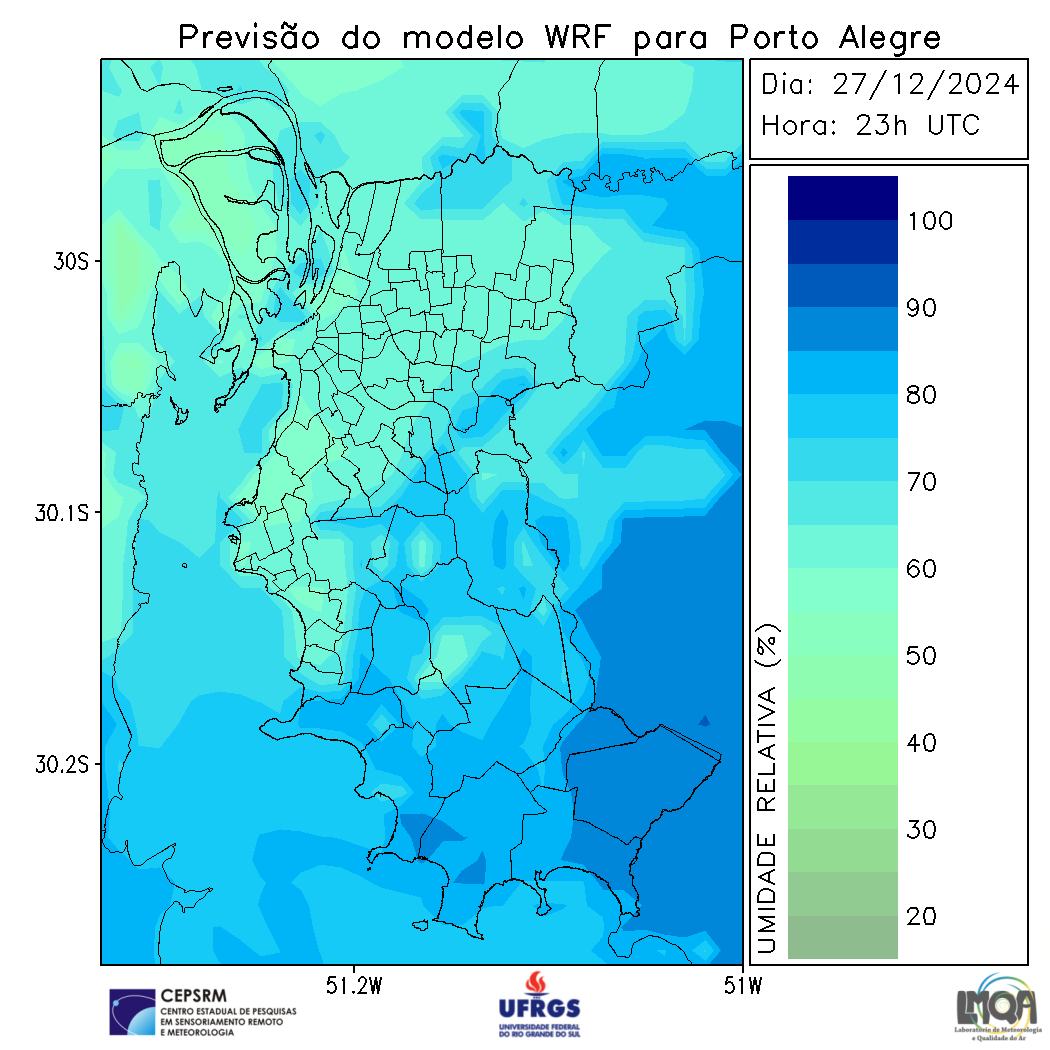 Previsão do modelo WRF para Porto Alegre
Dia: 27/12/2024
Hora: 23h UTC
100
90
80
70
60
50
40
30
20
UMIDADE RELATIVA (%)
30S
30.1S
30.2S
51.2W
51W
CEPSRM
CENTRO ESTADUAL DE PESQUISAS
EM SENSORIAMENTO REMOTO
E METEOROLOGIA
UFRGS
UNIVERSIDADE FEDERAL
DO RIO GRANDE DO SUL
LMQA
Laboratório de Meteorologia
e Qualidade do Ar